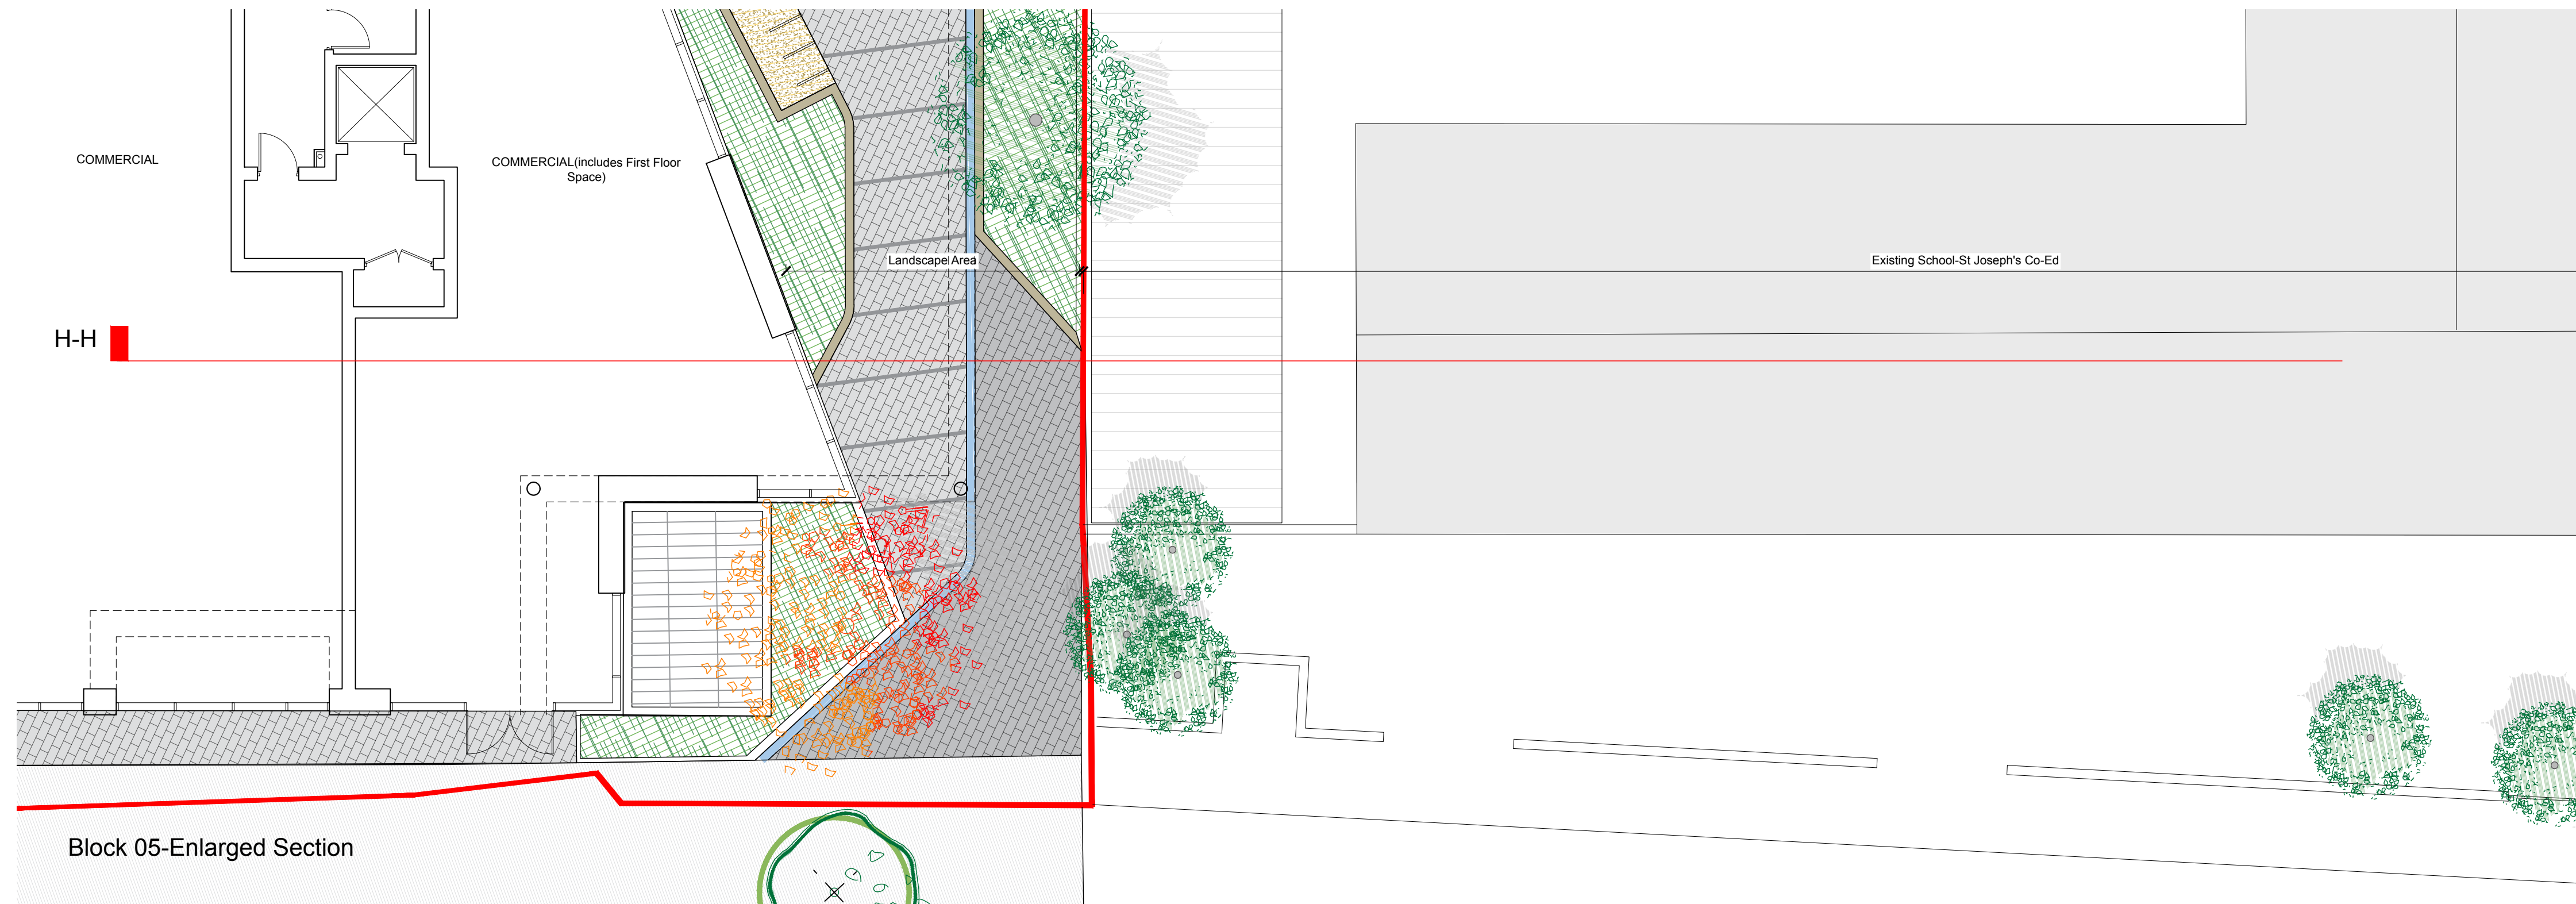 COMMERCIAL
COMMERCIAL(includes First Floor
Space)
Landscape Area
Existing School-St Joseph's Co-Ed
H-H
Block 05-Enlarged Section